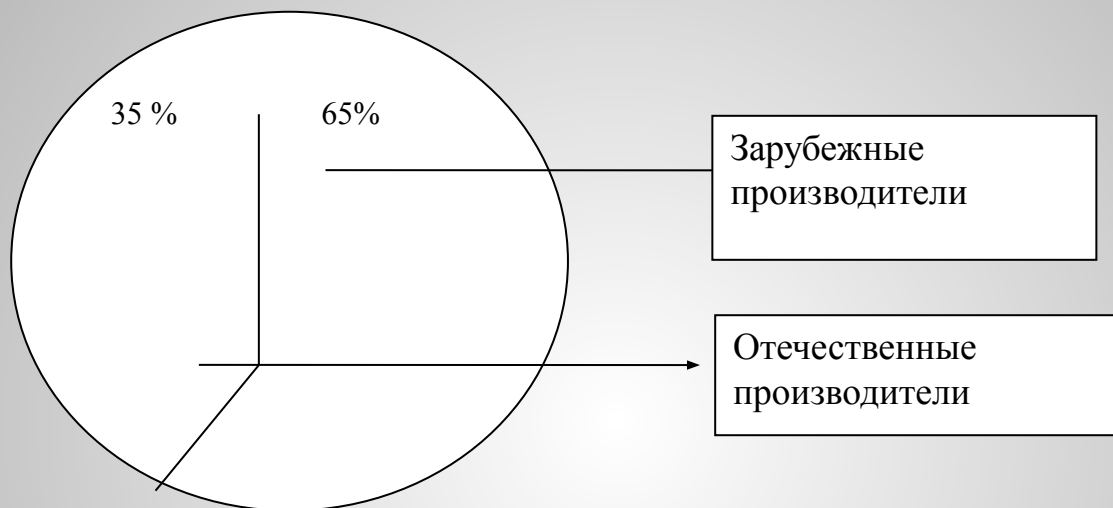 35 %
65%
Зарубежные
производители
Отечественные
производители